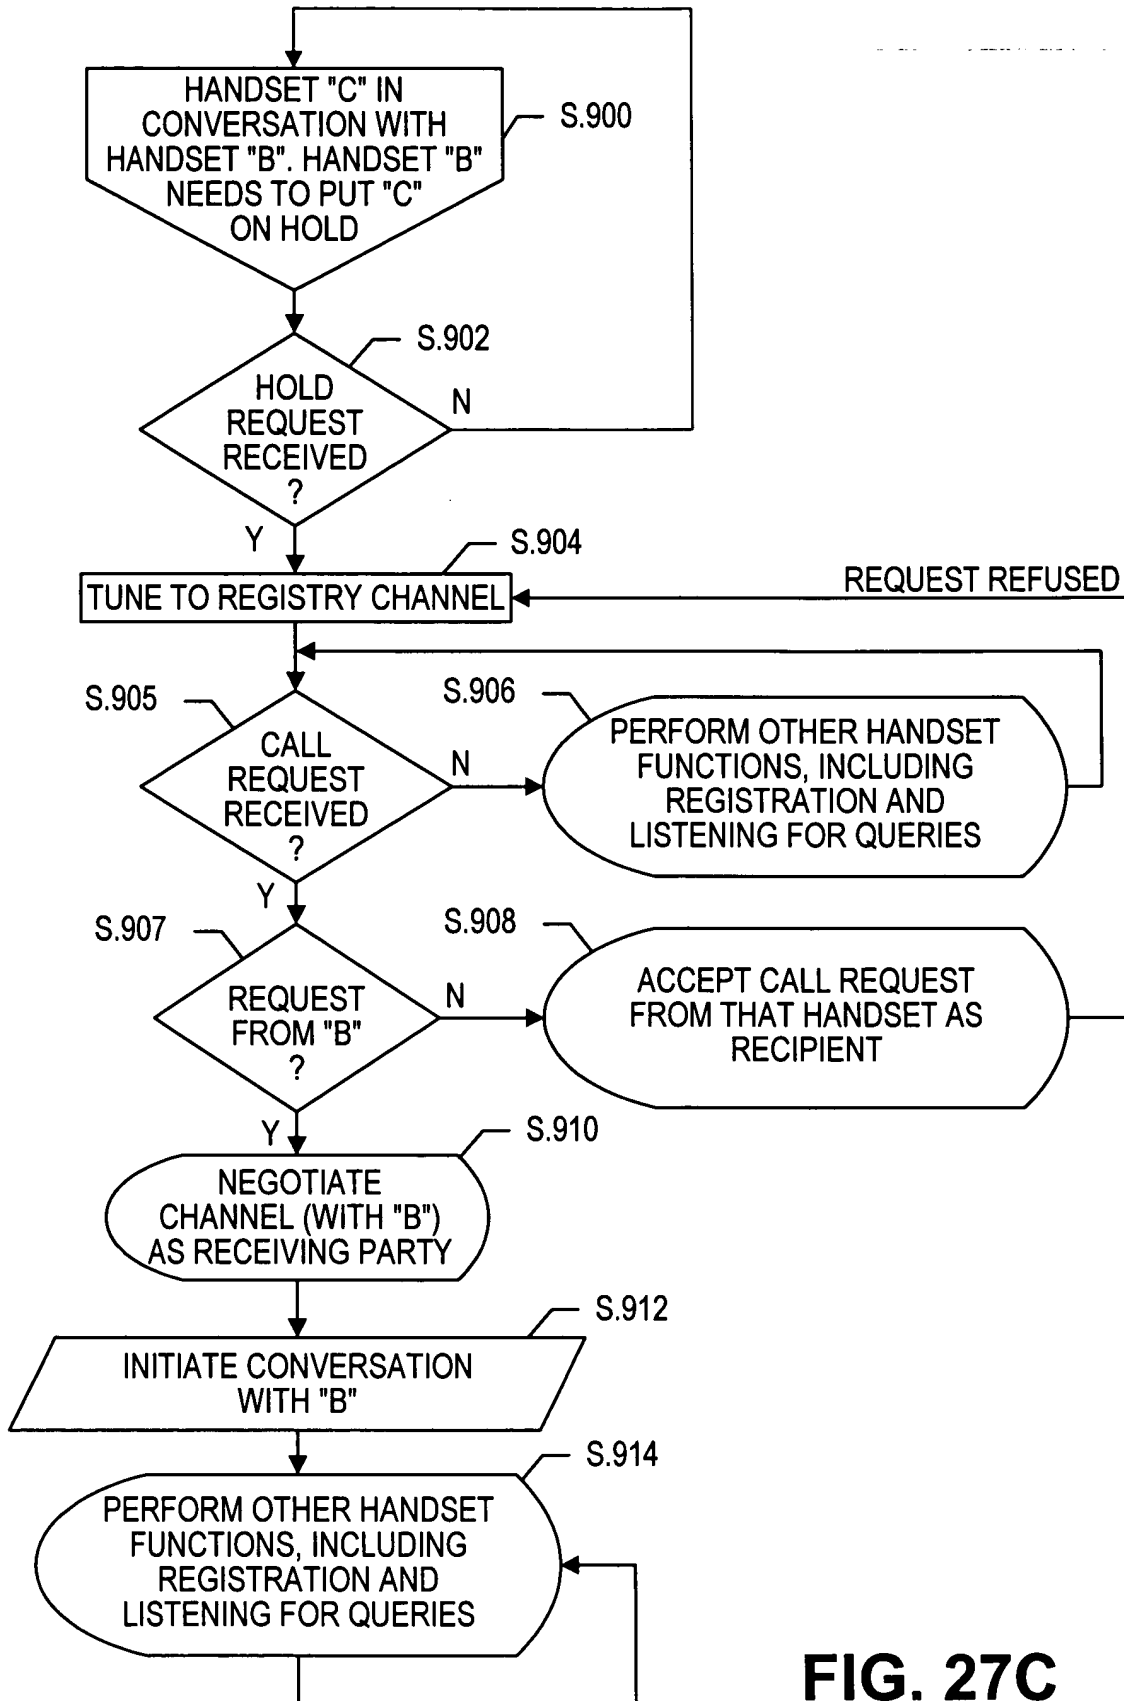 HANDSET "C" IN
CONVERSATION WITH
HANDSET "B". HANDSET "B"
NEEDS TO PUT "C"
ON HOLD
S.900
S.902
HOLD
REQUEST
RECEIVED
?
N
Y
S.904
TUNE TO REGISTRY CHANNEL
REQUEST REFUSED
S.905
CALL
REQUEST
RECEIVED
?
N
Y
S.906
PERFORM OTHER HANDSET
FUNCTIONS, INCLUDING
REGISTRATION AND
LISTENING FOR QUERIES
S.907
REQUEST
FROM "B"
?
N
Y
S.908
ACCEPT CALL REQUEST
FROM THAT HANDSET AS
RECIPIENT
S.910
NEGOTIATE
CHANNEL (WITH "B")
AS RECEIVING PARTY
S.912
INITIATE CONVERSATION
WITH "B"
S.914
PERFORM OTHER HANDSET
FUNCTIONS, INCLUDING
REGISTRATION AND
LISTENING FOR QUERIES
FIG. 27C